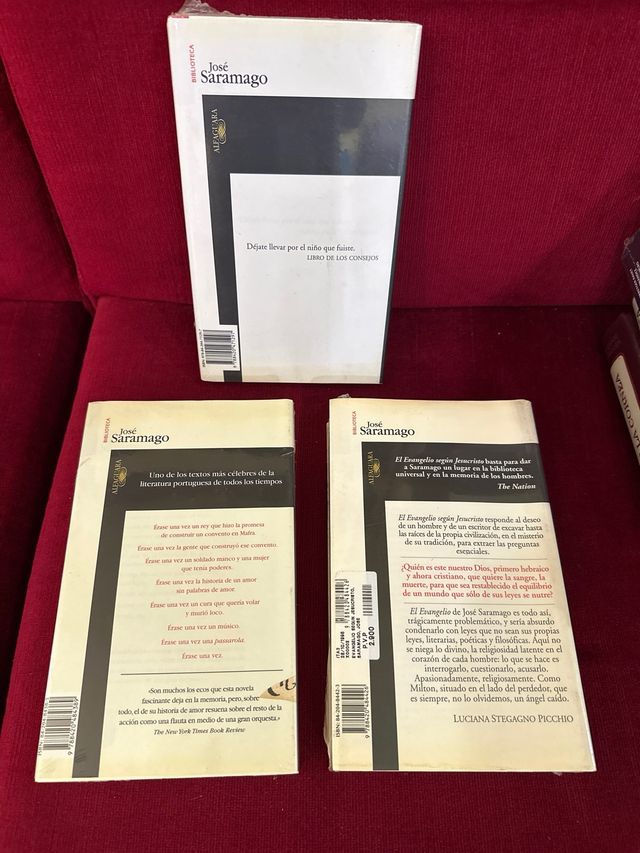 BIBLIOTECA
José
Saramago
ALFAGUARA
Déjate llevar por el niño que fuiste.
LIBRO DE LOS CONSEJOS
BIBLIOTECA
José
Saramago
ALFAGUARA
Uno de los textos más célebres de la
literatura portuguesa de todos los tiempos
Érase una vez un rey que hizo la promesa
de construir un convento en Mafra.
Érase una vez la gente que construyó ese convento.
Érase una vez un soldado manco y una mujer
que tenía poderes.
Érase una vez la historia de un amor
sin palabras de amor.
Érase una vez un cura que quería volar
y murió loco.
Érase una vez un músico.
Érase una vez una passarola.
Érase una vez.
«Son muchos los ecos que esta novela
fascinante deja en la memoria, pero, sobre
todo, el de su historia de amor resuena sobre el resto de la
acción como una flauta en medio de una gran orquesta.»
The New York Times Book Review
9788420484389
BIBLIOTECA
José
Saramago
ALFAGUARA
El Evangelio según Jesucristo basta para dar
a Saramago un lugar en la biblioteca
universal y en la memoria de los hombres.
The Nation
El Evangelio según Jesucristo responde al deseo
de un hombre y de un escritor de excavar hasta
las raíces de la propia civilización, en el misterio
de su tradición, para extraer las preguntas
esenciales.
¿Quién es este nuestro Dios, primero hebraico
y ahora cristiano, que quiere la sangre, la
muerte, para que sea restablecido el equilibrio
de un mundo que sólo de sus leyes se nutre?
El Evangelio de José Saramago es todo así,
trágicamente problemático, y sería absurdo
condenarlo con leyes que no sean sus propias
leyes, literarias, poéticas y filosóficas. Aquí no
se niega lo divino, la religiosidad latente en el
corazón de cada hombre: lo que se hace es
interrogarlo, cuestionarlo, acusarlo.
Apasionadamente, religiosamente. Como
Milton, situado en el lado del perdedor, que
es siempre, no lo olvidemos, un ángel caído.
LUCIANA STEGAGNO PICCHIO
EVANGELIO SEGUN JESUCRISTO,
SARAMAGO, JOSE
P.V.P
2.900
ISBN: 84-204-8442-3
9788420484426